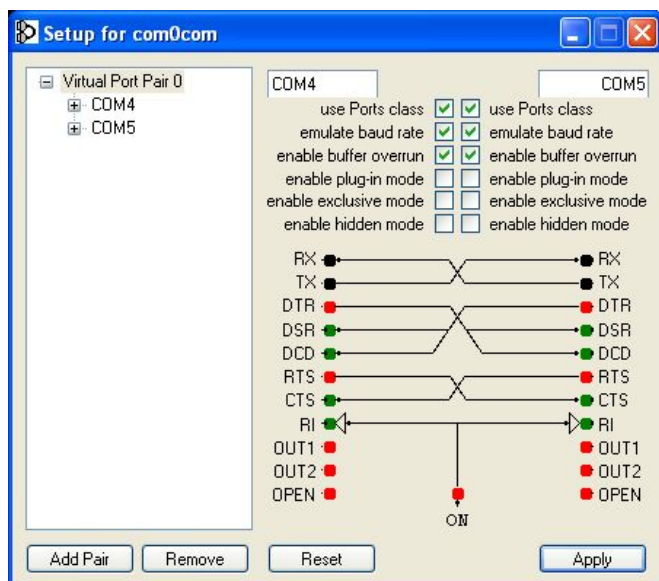 Setup for com0com
Virtual Port Pair 0
COM4
COM5
COM4 COM5
use Ports class use Ports class
emulate baud rate emulate baud rate
enable buffer overrun enable buffer overrun
enable plug-in mode enable plug-in mode
enable exclusive mode enable exclusive mode
enable hidden mode enable hidden mode
RX RX
TX TX
DTR DTR
DSR DSR
DCD DCD
RTS RTS
CTS CTS
RI RI
OUT1 OUT1
OUT2 OUT2
OPEN OPEN
ON
Add Pair Remove Reset Apply